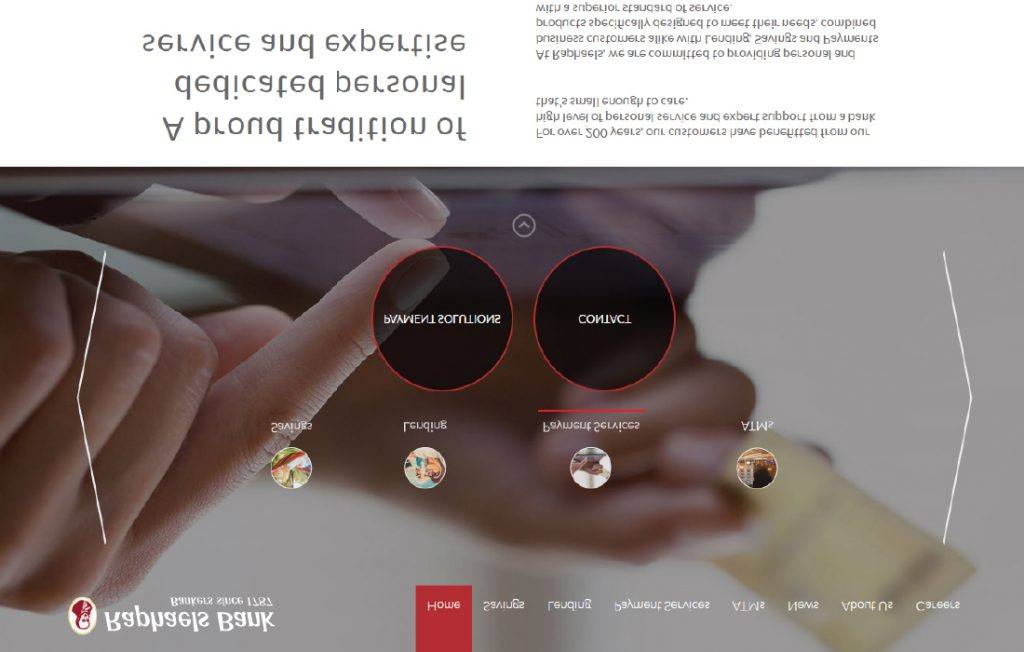 Raphaels Bank
Bankers since 1787
Home Savings Lending Payment Services ATMs News About Us Careers
Savings Lending Payment Services ATMs
PAYMENT SOLUTIONS CONTACT
A proud tradition of
dedicated personal
service and expertise
For over 200 years, our customers have benefitted from our
high level of personal service and expert support from a bank
that's small enough to care.
At Raphaels, we are committed to providing personal and
business customers alike with Lending, Savings and Payments
products specifically designed to meet their needs, combined
with a superior standard of service.